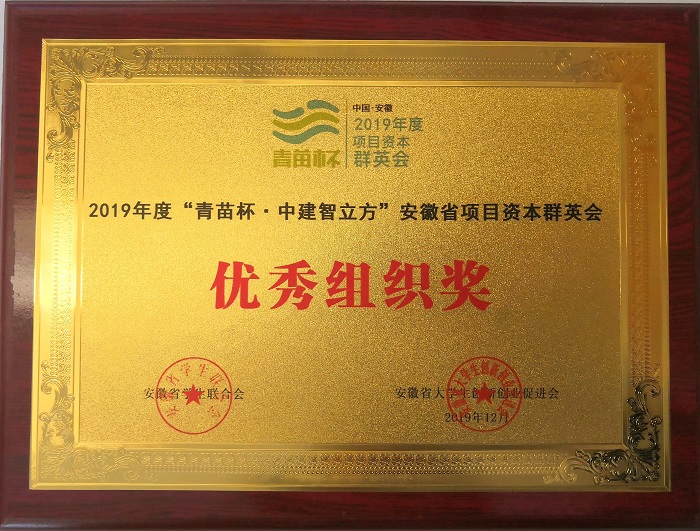 中国·安徽
2019年度
项目资本
青苗杯 群英会
2019年度“青苗杯·中建智立方”安徽省项目资本群英会
优秀组织奖
安徽省学生联合会
安徽省大学生创新创业促进会
2019年12月